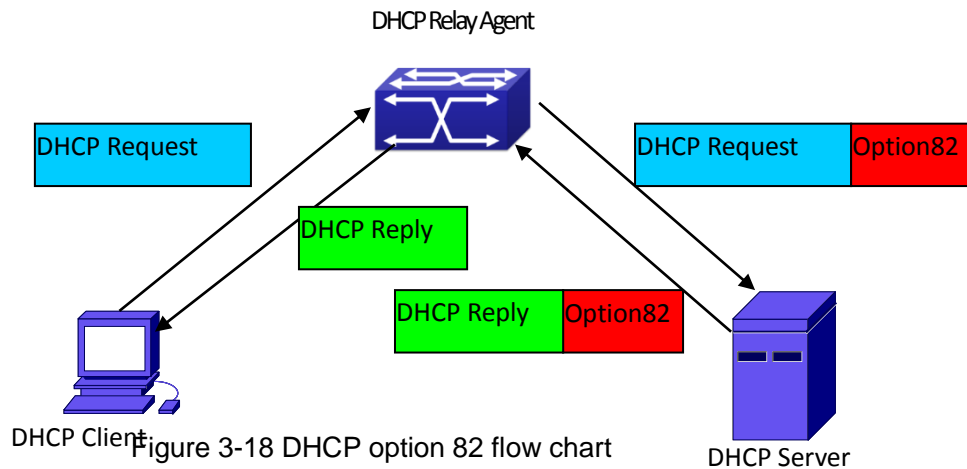 DHCP Relay Agent
DHCP Request
DHCP Request Option82
DHCP Reply
DHCP Reply Option82
DHCP Client
Figure 3-18 DHCP option 82 flow chart
DHCP Server